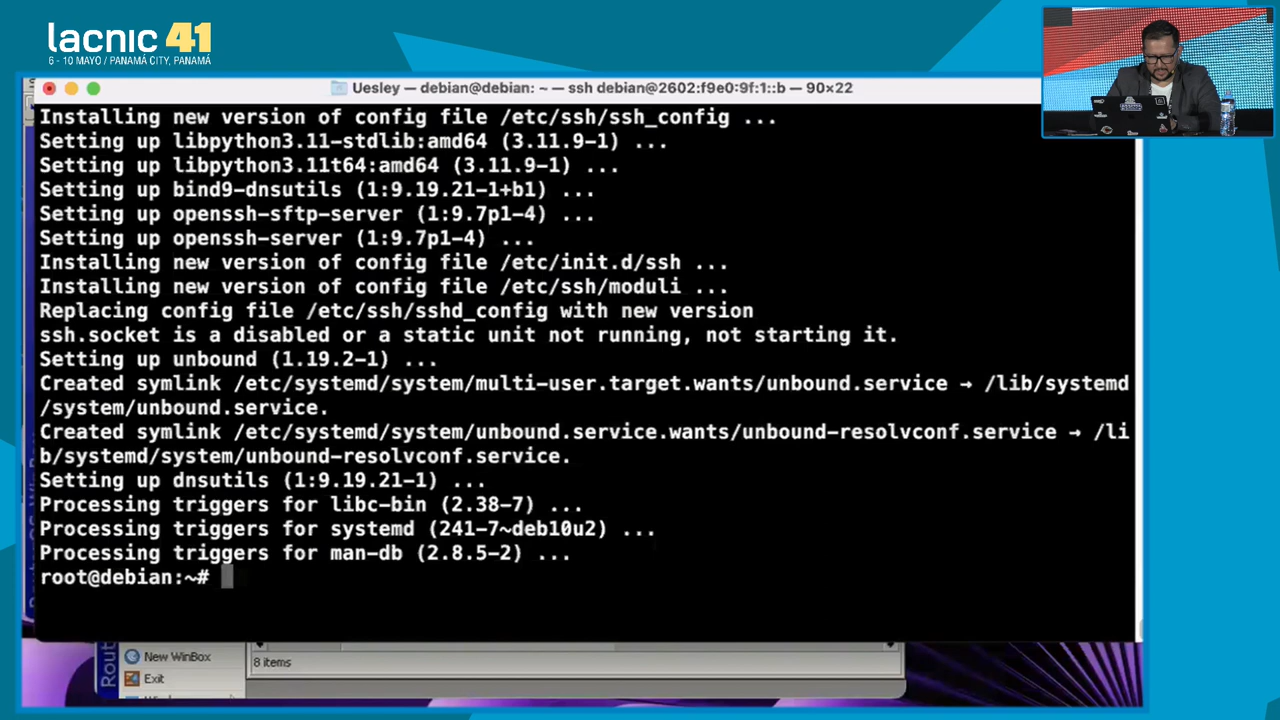 lacnic 41
6 - 10 MAYO / PANAMÁ CITY, PANAMÁ
Uesley — debian@debian: ~ — ssh debian@2602:f9e0:9f:1::b — 90×22
Installing new version of config file /etc/ssh/ssh_config ...
Setting up libpython3.11-stdlib:amd64 (3.11.9-1) ...
Setting up libpython3.11t64:amd64 (3.11.9-1) ...
Setting up bind9-dnsutils (1:9.19.21-1+b1) ...
Setting up openssh-sftp-server (1:9.7p1-4) ...
Setting up openssh-server (1:9.7p1-4) ...
Installing new version of config file /etc/init.d/ssh ...
Installing new version of config file /etc/ssh/moduli ...
Replacing config file /etc/ssh/sshd_config with new version
ssh.socket is a disabled or a static unit not running, not starting it.
Setting up unbound (1.19.2-1) ...
Created symlink /etc/systemd/system/multi-user.target.wants/unbound.service → /lib/systemd
/system/unbound.service.
Created symlink /etc/systemd/system/unbound.service.wants/unbound-resolvconf.service → /li
b/systemd/system/unbound-resolvconf.service.
Setting up dnsutils (1:9.19.21-1) ...
Processing triggers for libc-bin (2.38-7) ...
Processing triggers for systemd (241-7~deb10u2) ...
Processing triggers for man-db (2.8.5-2) ...
root@debian:~#
New WinBox
8 items
Exit